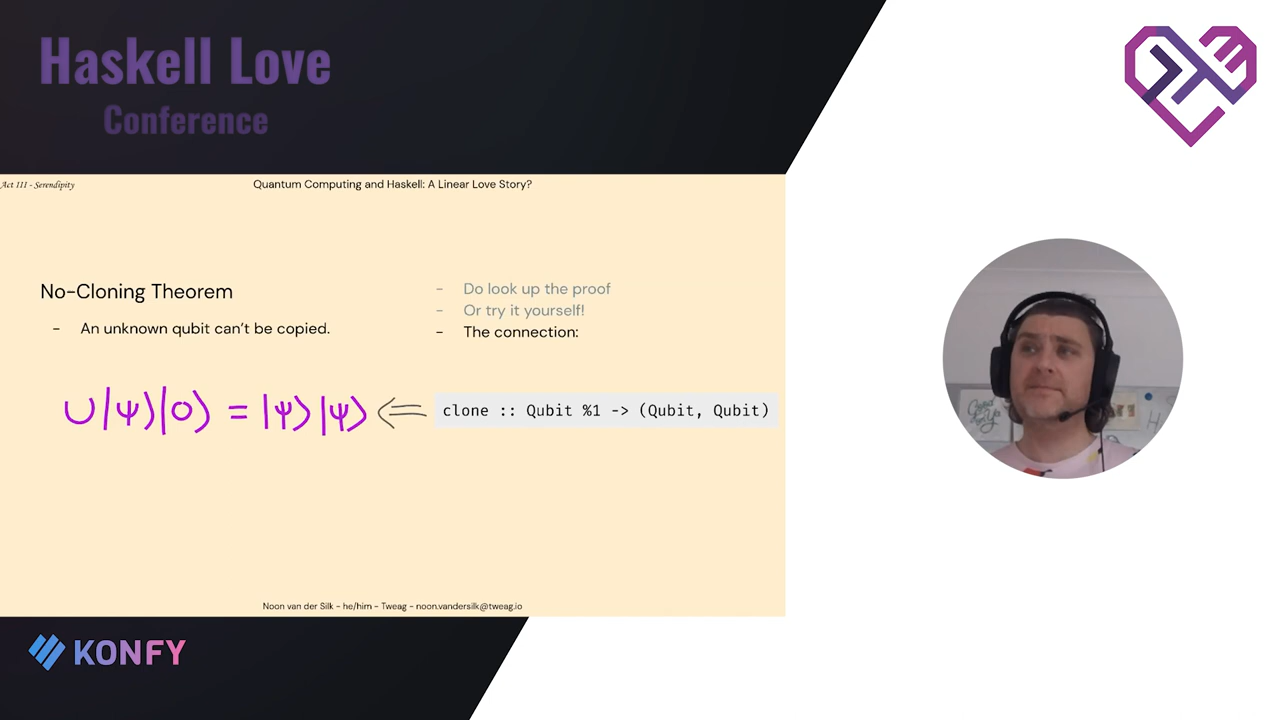 Haskell Love
Conference
Act III - Serendipity
Quantum Computing and Haskell: A Linear Love Story?
No-Cloning Theorem
- An unknown qubit can't be copied.
- Do look up the proof
- Or try it yourself!
- The connection:
U|Ψ⟩|0⟩ = |Ψ⟩|Ψ⟩ ⇐ clone :: Qubit %1 -> (Qubit, Qubit)
Noon van der Silk - he/him - Tweag - noon.vandersilk@tweag.io
KONFY